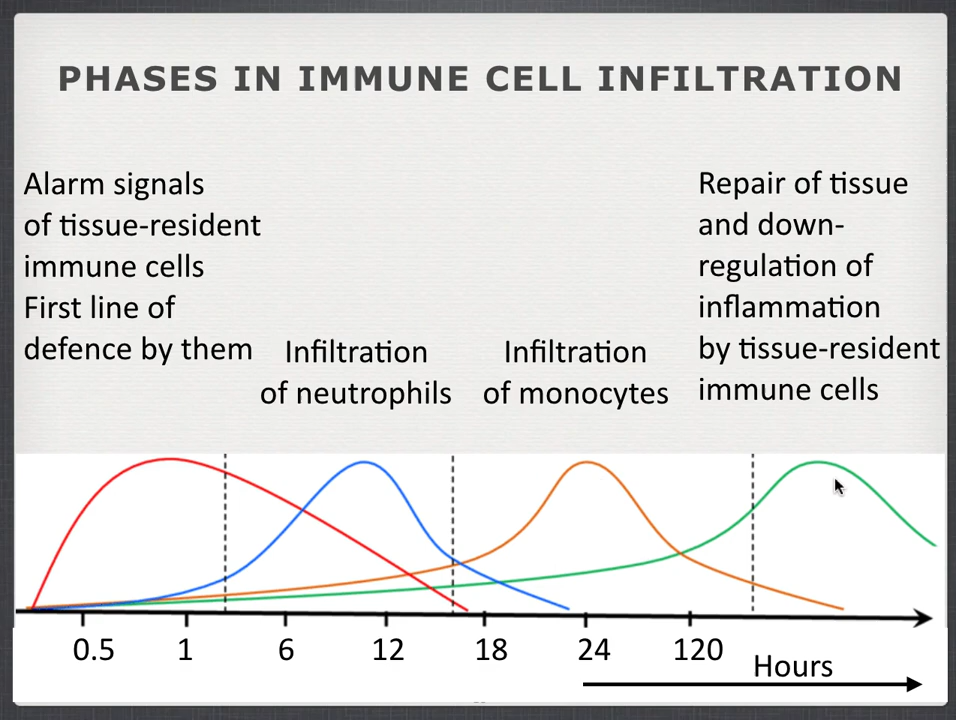 PHASES IN IMMUNE CELL INFILTRATION
Alarm signals
of tissue-resident
immune cells
First line of
defence by them
Infiltration
of neutrophils
Infiltration
of monocytes
Repair of tissue
and down-
regulation of
inflammation
by tissue-resident
immune cells
0.5 1 6 12 18 24 120
Hours